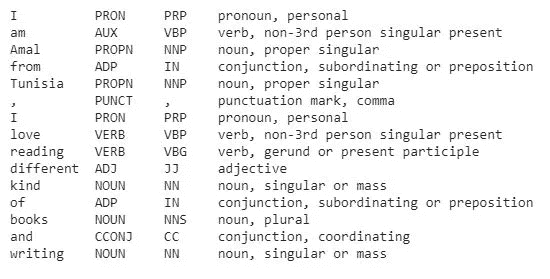 I PRON PRP pronoun, personal
am AUX VBP verb, non-3rd person singular present
Amal PROPN NNP noun, proper singular
from ADP IN conjunction, subordinating or preposition
Tunisia PROPN NNP noun, proper singular
, PUNCT , punctuation mark, comma
I PRON PRP pronoun, personal
love VERB VBP verb, non-3rd person singular present
reading VERB VBG verb, gerund or present participle
different ADJ JJ adjective
kind NOUN NN noun, singular or mass
of ADP IN conjunction, subordinating or preposition
books NOUN NNS noun, plural
and CCONJ CC conjunction, coordinating
writing NOUN NN noun, singular or mass